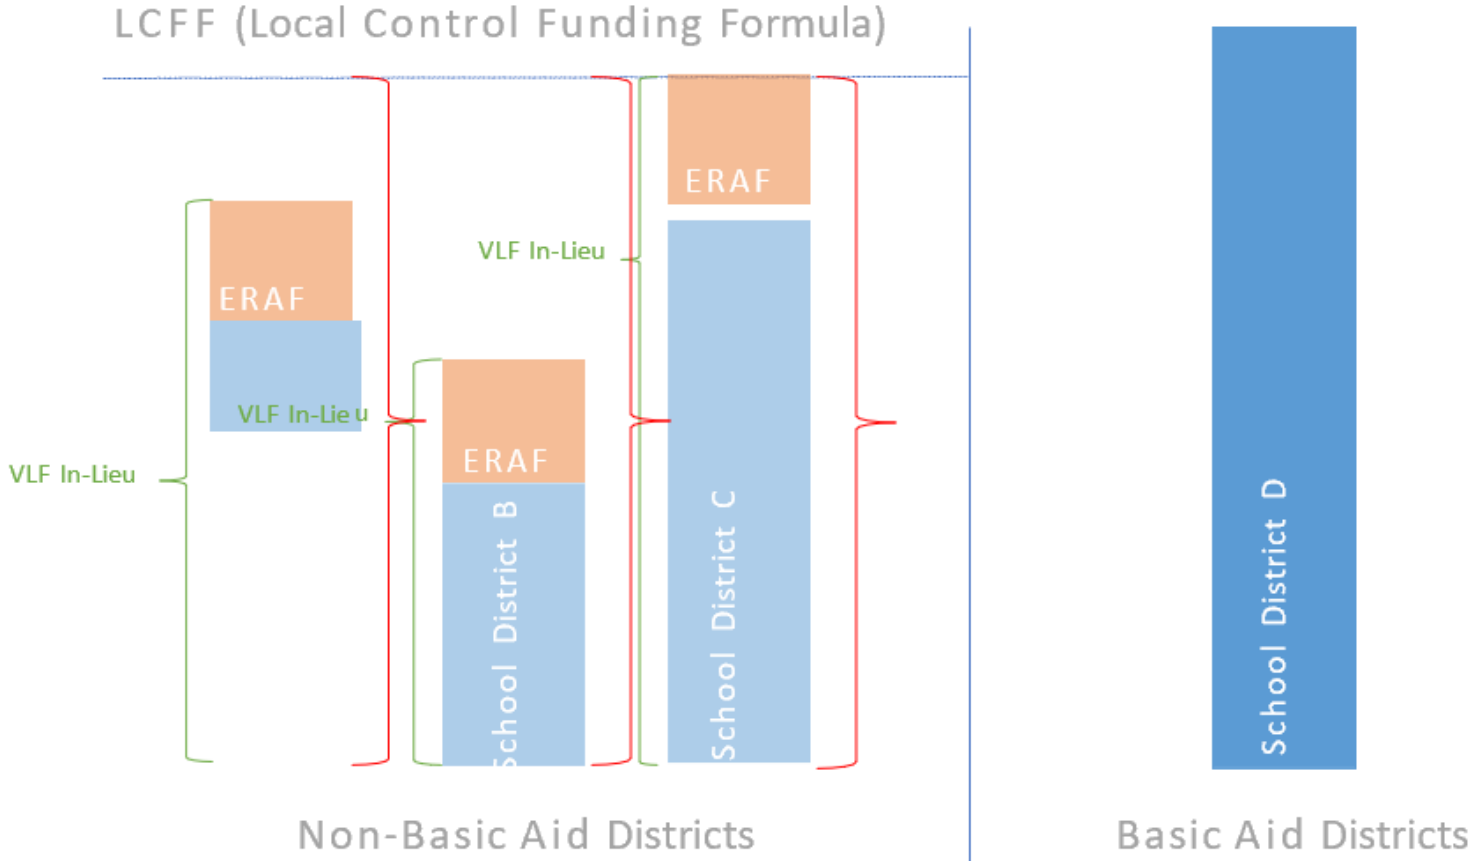 LCFF (Local Control Funding Formula)
ERAF
VLF In-Lieu
ERAF
VLF In-Lieu
VLF In-Lieu
ERAF
School District B
School District C
School District D
Non-Basic Aid Districts
Basic Aid Districts